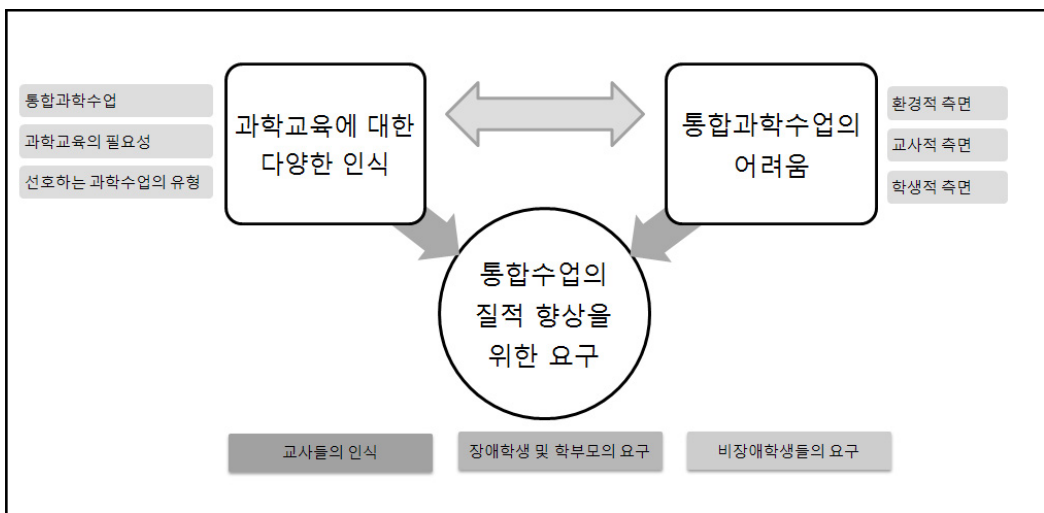 통합과학수업
과학교육의 필요성
선호하는 과학수업의 유형
과학교육에 대한
다양한 인식
통합과학수업의
어려움
환경적 측면
교사적 측면
학생적 측면
통합수업의
질적 향상을
위한 요구
교사들의 인식
장애학생 및 학부모의 요구
비장애학생들의 요구